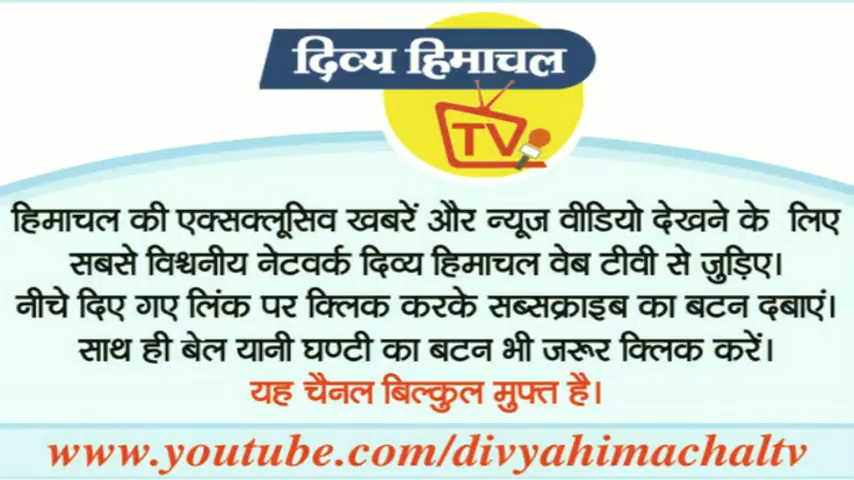 दिव्य हिमाचल
TV
हिमाचल की एक्सक्लूसिव खबरें और न्यूज वीडियो देखने के लिए
सबसे विश्वनीय नेटवर्क दिव्य हिमाचल वेब टीवी से जुड़िए।
नीचे दिए गए लिंक पर क्लिक करके सब्सक्राइब का बटन दबाएं।
साथ ही बेल यानी घण्टी का बटन भी जरूर क्लिक करें।
यह चैनल बिल्कुल मुफ्त है।
www.youtube.com/divyahimachaltv